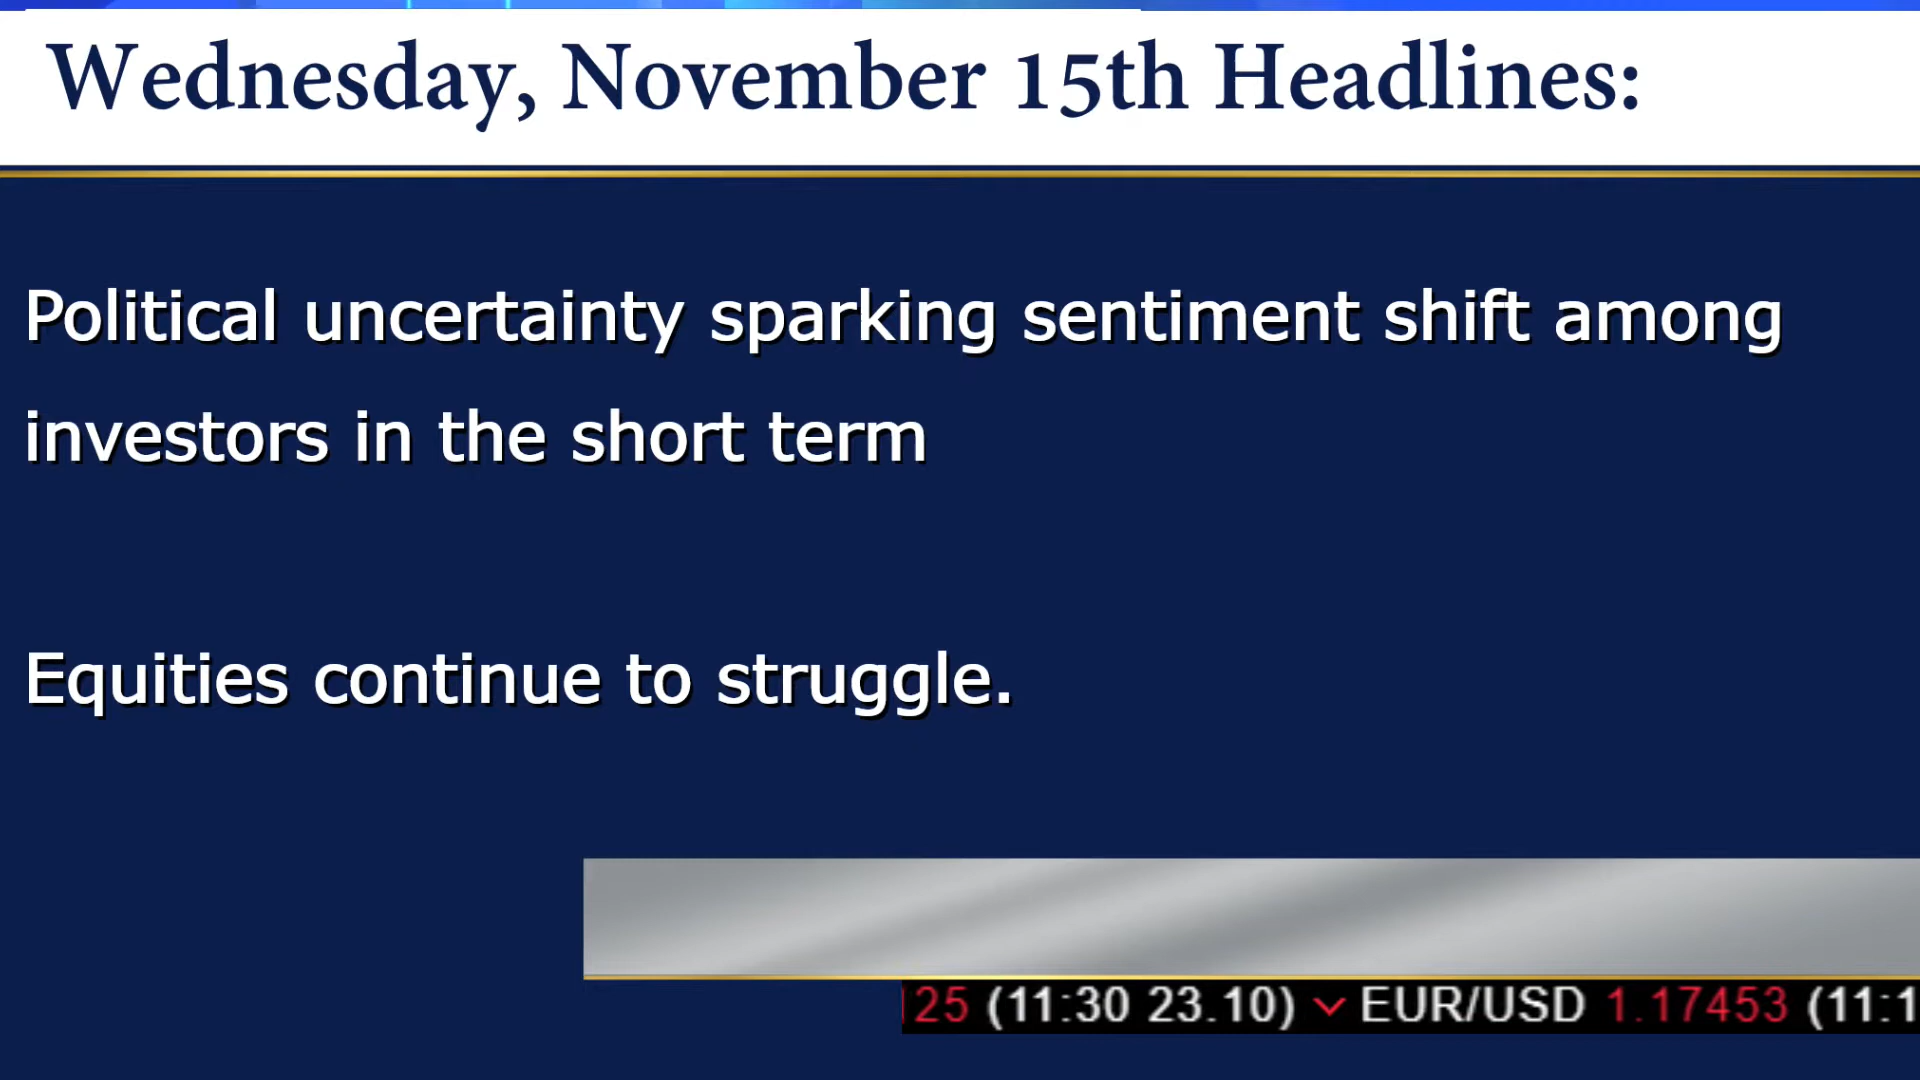 Wednesday, November 15th Headlines:
Political uncertainty sparking sentiment shift among
investors in the short term
Equities continue to struggle.
25 (11:30 23.10) EUR/USD 1.17453 (11:1